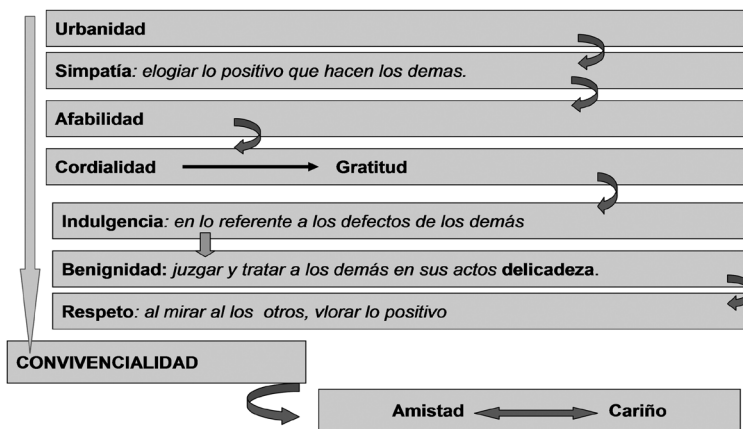 Urbanidad
Simpatía: elogiar lo positivo que hacen los demas.
Afabilidad
Cordialidad Gratitud
Indulgencia: en lo referente a los defectos de los demás
Benignidad: juzgar y tratar a los demás en sus actos delicadeza.
Respeto: al mirar al los otros, vlorar lo positivo
CONVIVENCIALIDAD
Amistad Cariño